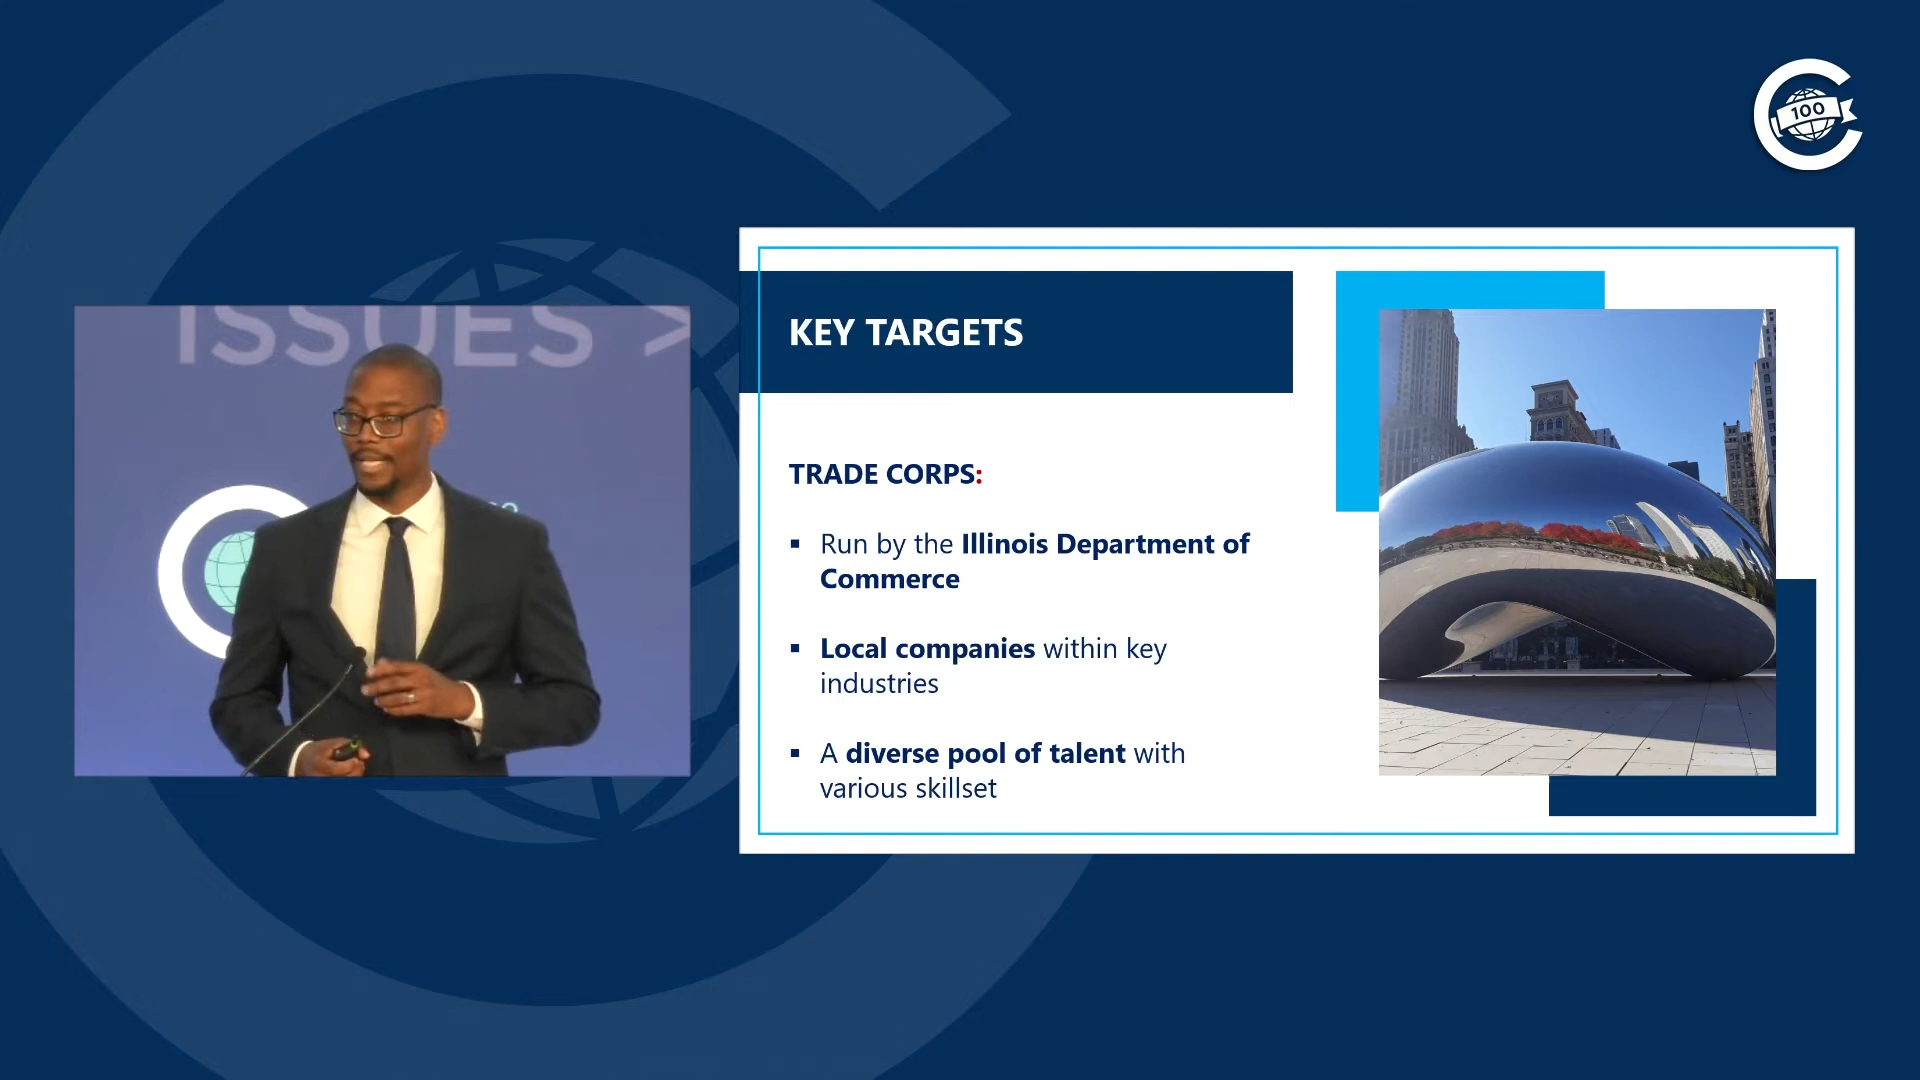 100
ISSUES >
KEY TARGETS
TRADE CORPS:
▪ Run by the Illinois Department of
Commerce
▪ Local companies within key
industries
▪ A diverse pool of talent with
various skillset